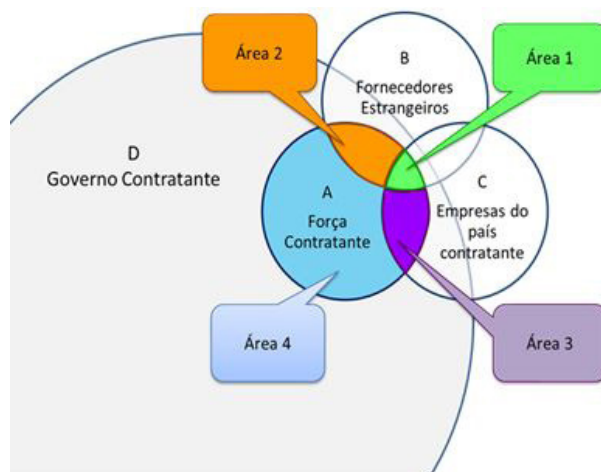 Área 2
B
Fornecedores
Estrangeiros
Área 1
D
Governo Contratante
A
Força
Contratante
C
Empresas do
país
contratante
Área 4
Área 3